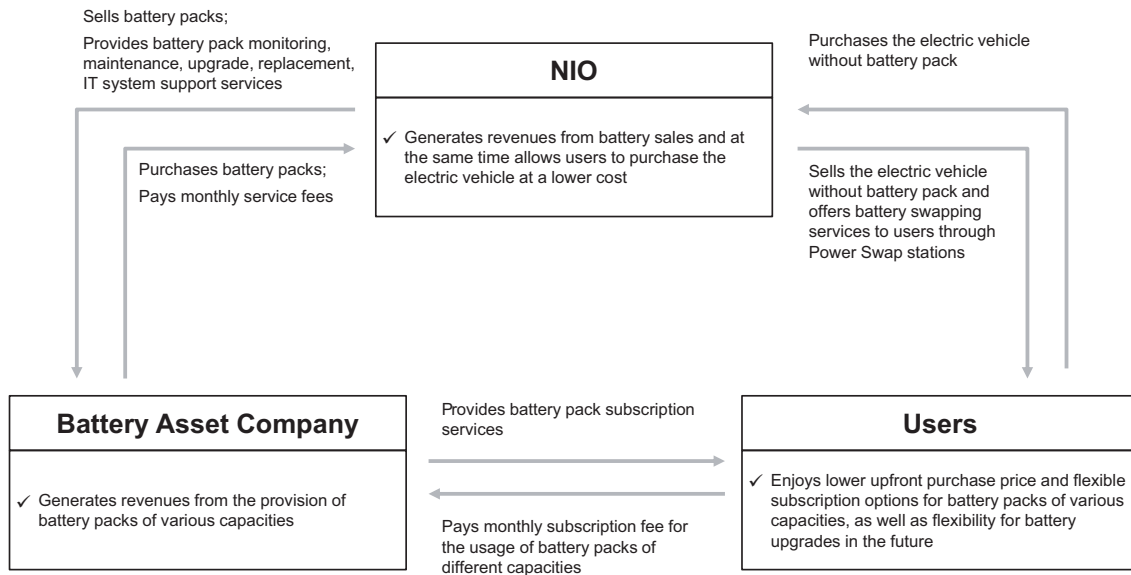 Sells battery packs;
Provides battery pack monitoring,
maintenance, upgrade, replacement,
IT system support services
Purchases battery packs;
Pays monthly service fees
NIO
✓ Generates revenues from battery sales and at
the same time allows users to purchase the
electric vehicle at a lower cost
Purchases the electric vehicle
without battery pack
Sells the electric vehicle
without battery pack and
offers battery swapping
services to users through
Power Swap stations
Battery Asset Company
✓ Generates revenues from the provision of
battery packs of various capacities
Provides battery pack subscription
services
Pays monthly subscription fee for
the usage of battery packs of
different capacities
Users
✓ Enjoys lower upfront purchase price and flexible
subscription options for battery packs of various
capacities, as well as flexibility for battery
upgrades in the future